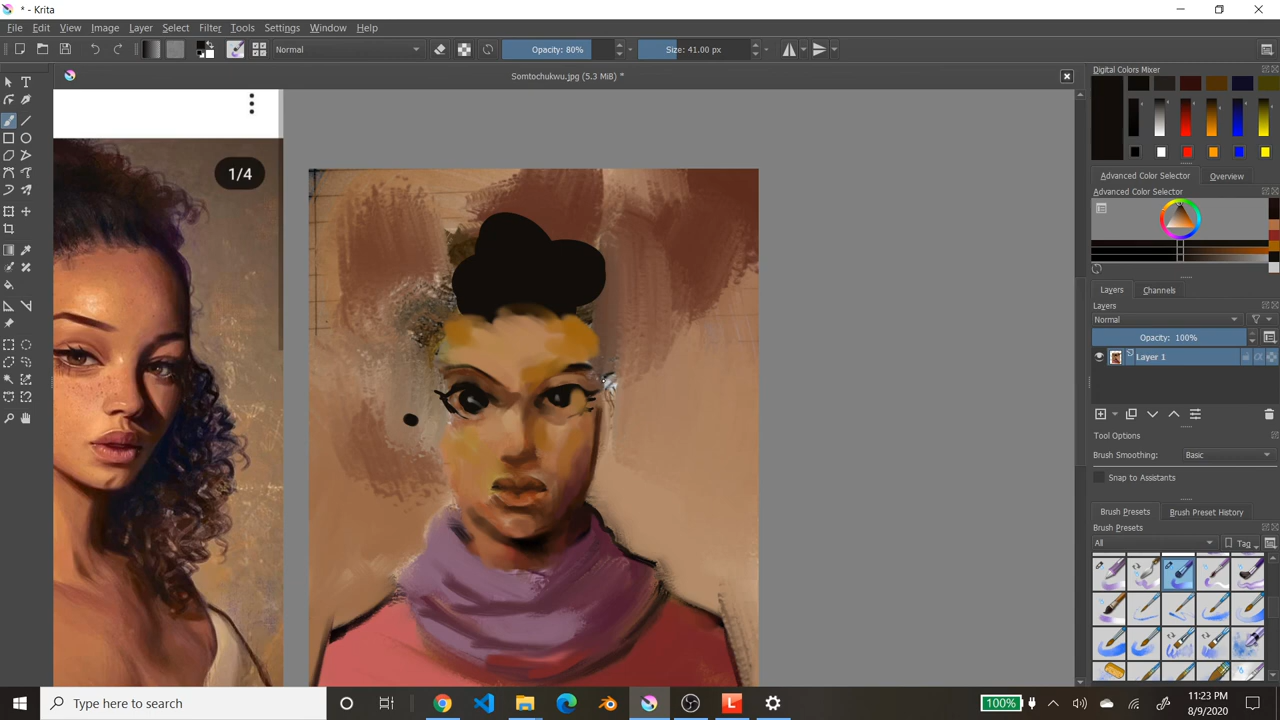 * - Krita
File Edit View Image Layer Select Filter Tools Settings Window Help
Normal Opacity: 80% Size: 41.00 px
Somtochukwu.jpg (5.3 MiB) *
1/4
Digital Colors Mixer
Advanced Color Selector Overview
Advanced Color Selector
Layers Channels
Layers
Normal
Opacity: 100%
Layer 1
Tool Options
Brush Smoothing: Basic
Snap to Assistants
Brush Presets Brush Preset History
Brush Presets
All Tag
Type here to search
100%
11:23 PM
8/9/2020